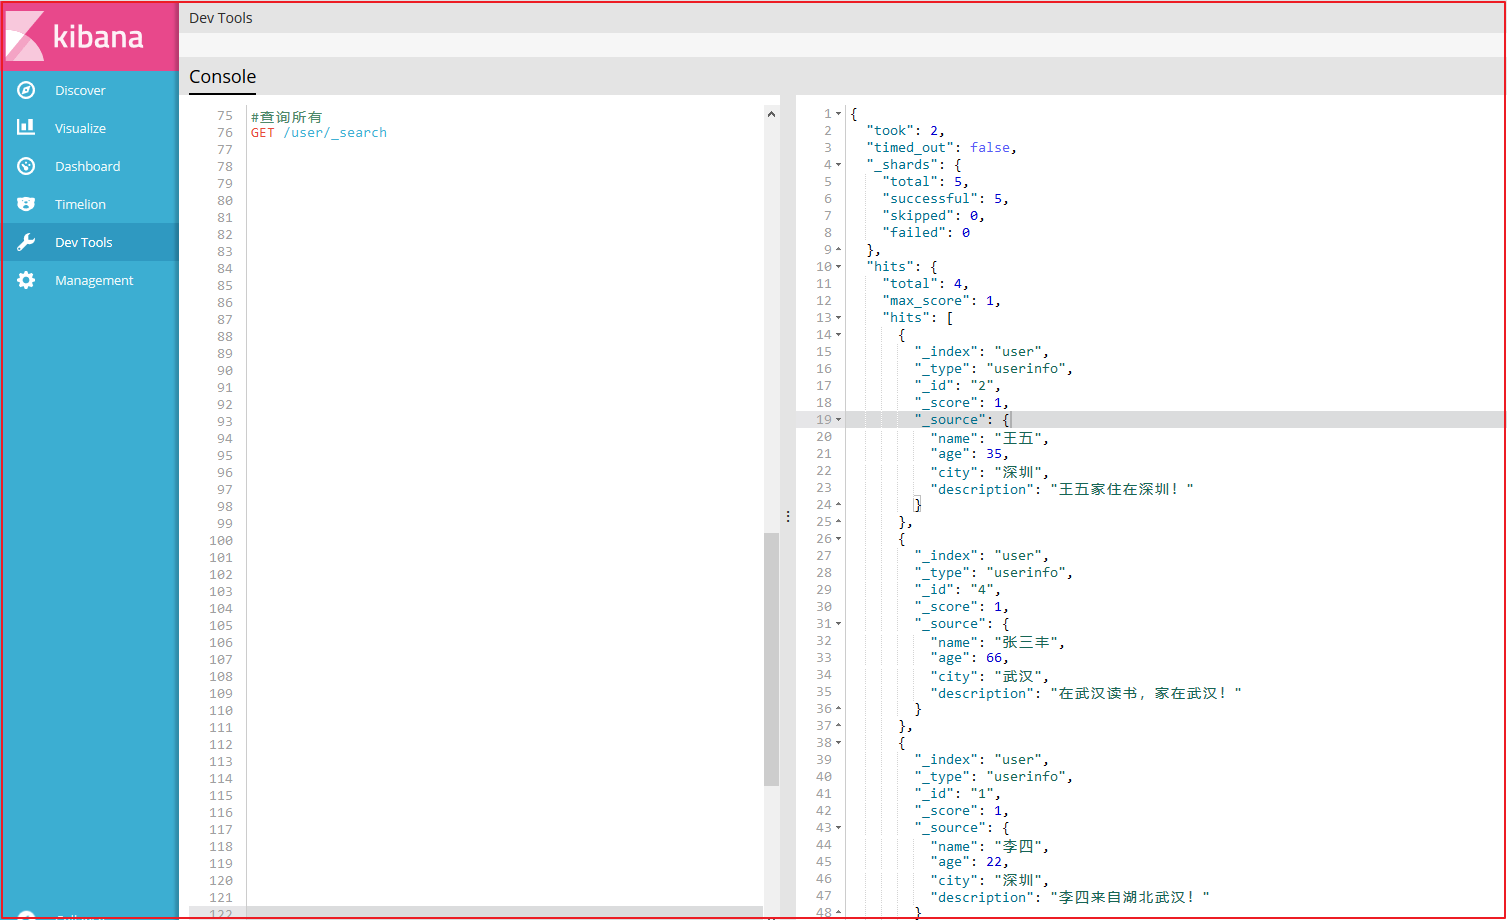 kibana
Discover
Visualize
Dashboard
Timelion
Dev Tools
Management
Dev Tools
Console
75 #查询所有
76 GET /user/_search
77
78
79
80
81
82
83
84
85
86
87
88
89
90
91
92
93
94
95
96
97
98
99
100
101
102
103
104
105
106
107
108
109
110
111
112
113
114
115
116
117
118
119
120
121
122
1 {
2 "took": 2,
3 "timed_out": false,
4 "_shards": {
5 "total": 5,
6 "successful": 5,
7 "skipped": 0,
8 "failed": 0
9 },
10 "hits": {
11 "total": 4,
12 "max_score": 1,
13 "hits": [
14 {
15 "_index": "user",
16 "_type": "userinfo",
17 "_id": "2",
18 "_score": 1,
19 "_source": {
20 "name": "王五",
21 "age": 35,
22 "city": "深圳",
23 "description": "王五家住在深圳！"
24 }
25 },
26 {
27 "_index": "user",
28 "_type": "userinfo",
29 "_id": "4",
30 "_score": 1,
31 "_source": {
32 "name": "张三丰",
33 "age": 66,
34 "city": "武汉",
35 "description": "在武汉读书，家在武汉！"
36 }
37 },
38 {
39 "_index": "user",
40 "_type": "userinfo",
41 "_id": "1",
42 "_score": 1,
43 "_source": {
44 "name": "李四",
45 "age": 22,
46 "city": "深圳",
47 "description": "李四来自湖北武汉！"
48 }